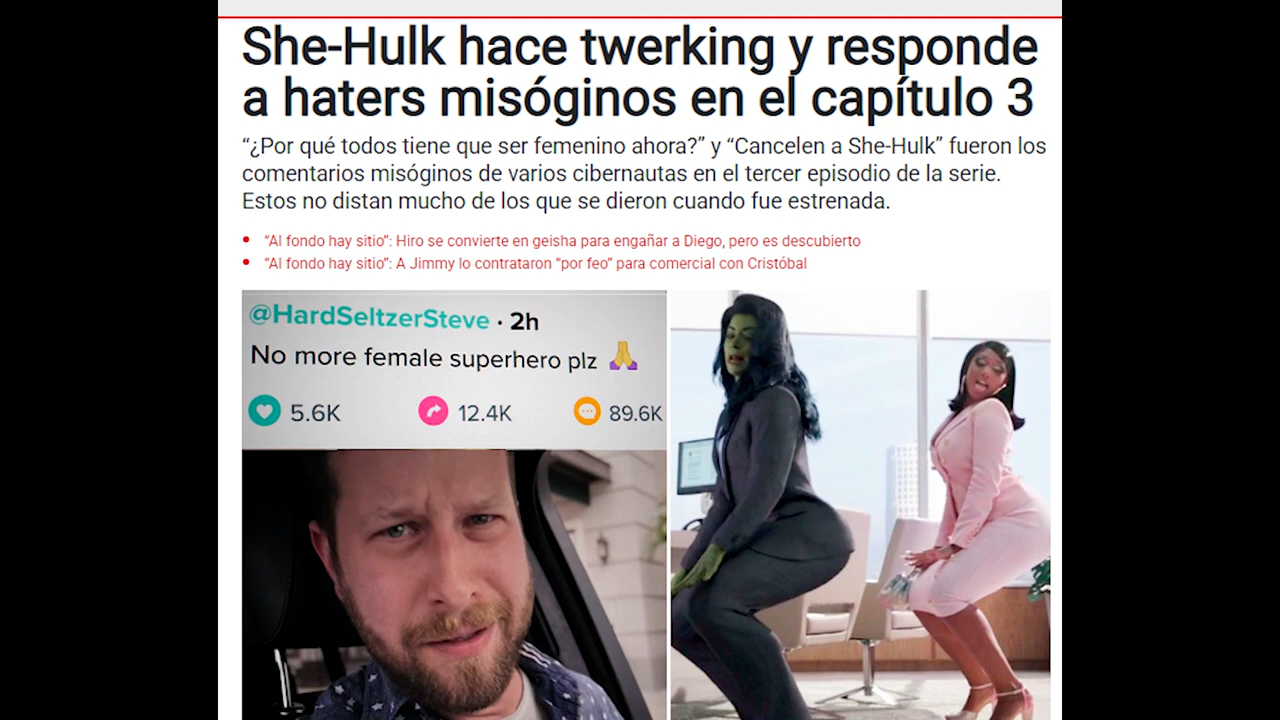 She-Hulk hace twerking y responde
a haters misóginos en el capítulo 3
“¿Por qué todos tiene que ser femenino ahora?” y “Cancelen a She-Hulk” fueron los
comentarios misóginos de varios cibernautas en el tercer episodio de la serie.
Estos no distan mucho de los que se dieron cuando fue estrenada.
“Al fondo hay sitio”: Hiro se convierte en geisha para engañar a Diego, pero es descubierto
“Al fondo hay sitio”: A Jimmy lo contrataron “por feo” para comercial con Cristóbal
@HardSeltzerSteve · 2h
No more female superhero plz 🙏
5.6K 12.4K 89.6K